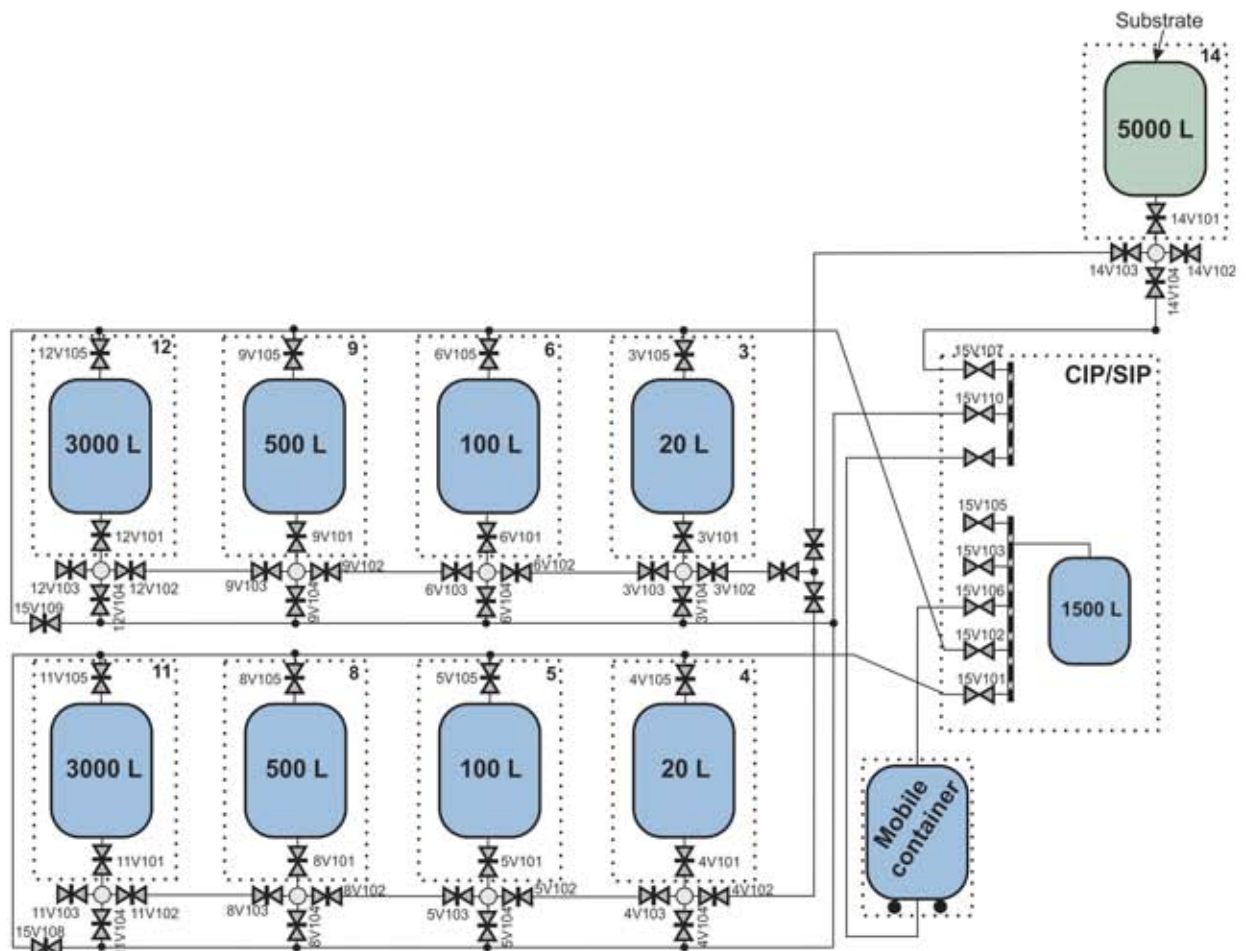 Substrate
14
5000 L
14V101
14V103
14V102
14V104
12
9
6
3
12V105
9V105
6V105
3V105
3000 L
500 L
100 L
20 L
12V101
9V101
6V101
3V101
12V103
12V102
9V103
9V102
6V103
6V102
3V103
3V102
12V104
9V104
6V104
3V104
15V109
15V107
CIP/SIP
15V110
15V105
15V103
15V106
15V102
15V101
1500 L
11
8
5
4
11V105
8V105
5V105
4V105
3000 L
500 L
100 L
20 L
11V101
8V101
5V101
4V101
11V103
11V102
8V103
8V102
5V103
5V102
4V103
4V102
8V104
5V104
4V104
15V108
Mobile
container